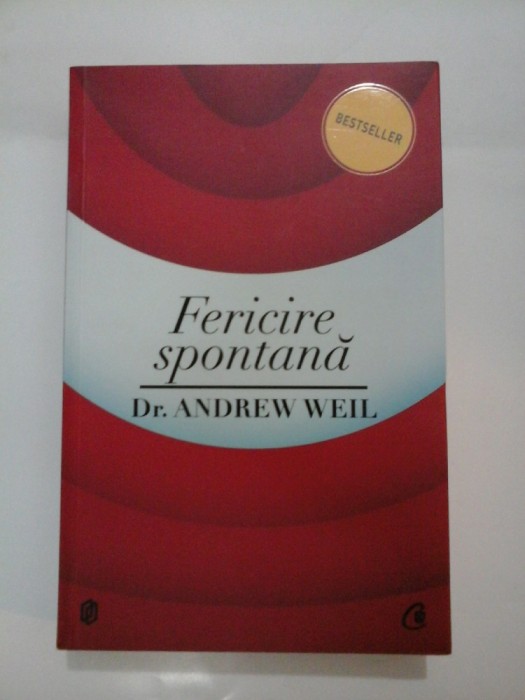 BESTSELLER
Fericire
spontană
Dr. ANDREW WEIL